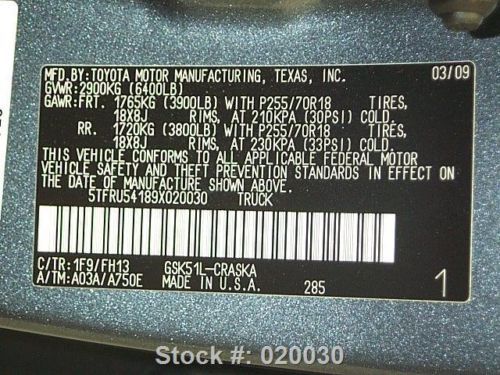 MFD.BY:TOYOTA MOTOR MANUFACTURING, TEXAS, INC. 03/09
GVWR:2900KG (6400LB)
GAWR:FRT. 1765KG (3900LB) WITH P255/70R18 TIRES,
18X8J RIMS, AT 210KPA (30PSI) COLD.
RR. 1720KG (3800LB) WITH P255/70R18 TIRES,
18X8J RIMS, AT 230KPA (33PSI) COLD.
THIS VEHICLE CONFORMS TO ALL APPLICABLE FEDERAL MOTOR
VEHICLE SAFETY AND THEFT PREVENTION STANDARDS IN EFFECT ON
THE DATE OF MANUFACTURE SHOWN ABOVE.
5TFRU54189X020030 TRUCK
C/TR:1F9/FH13 GSK51L-CRASKA
A/TM:A03A/A750E MADE IN U.S.A. 285 1
Stock #: 020030